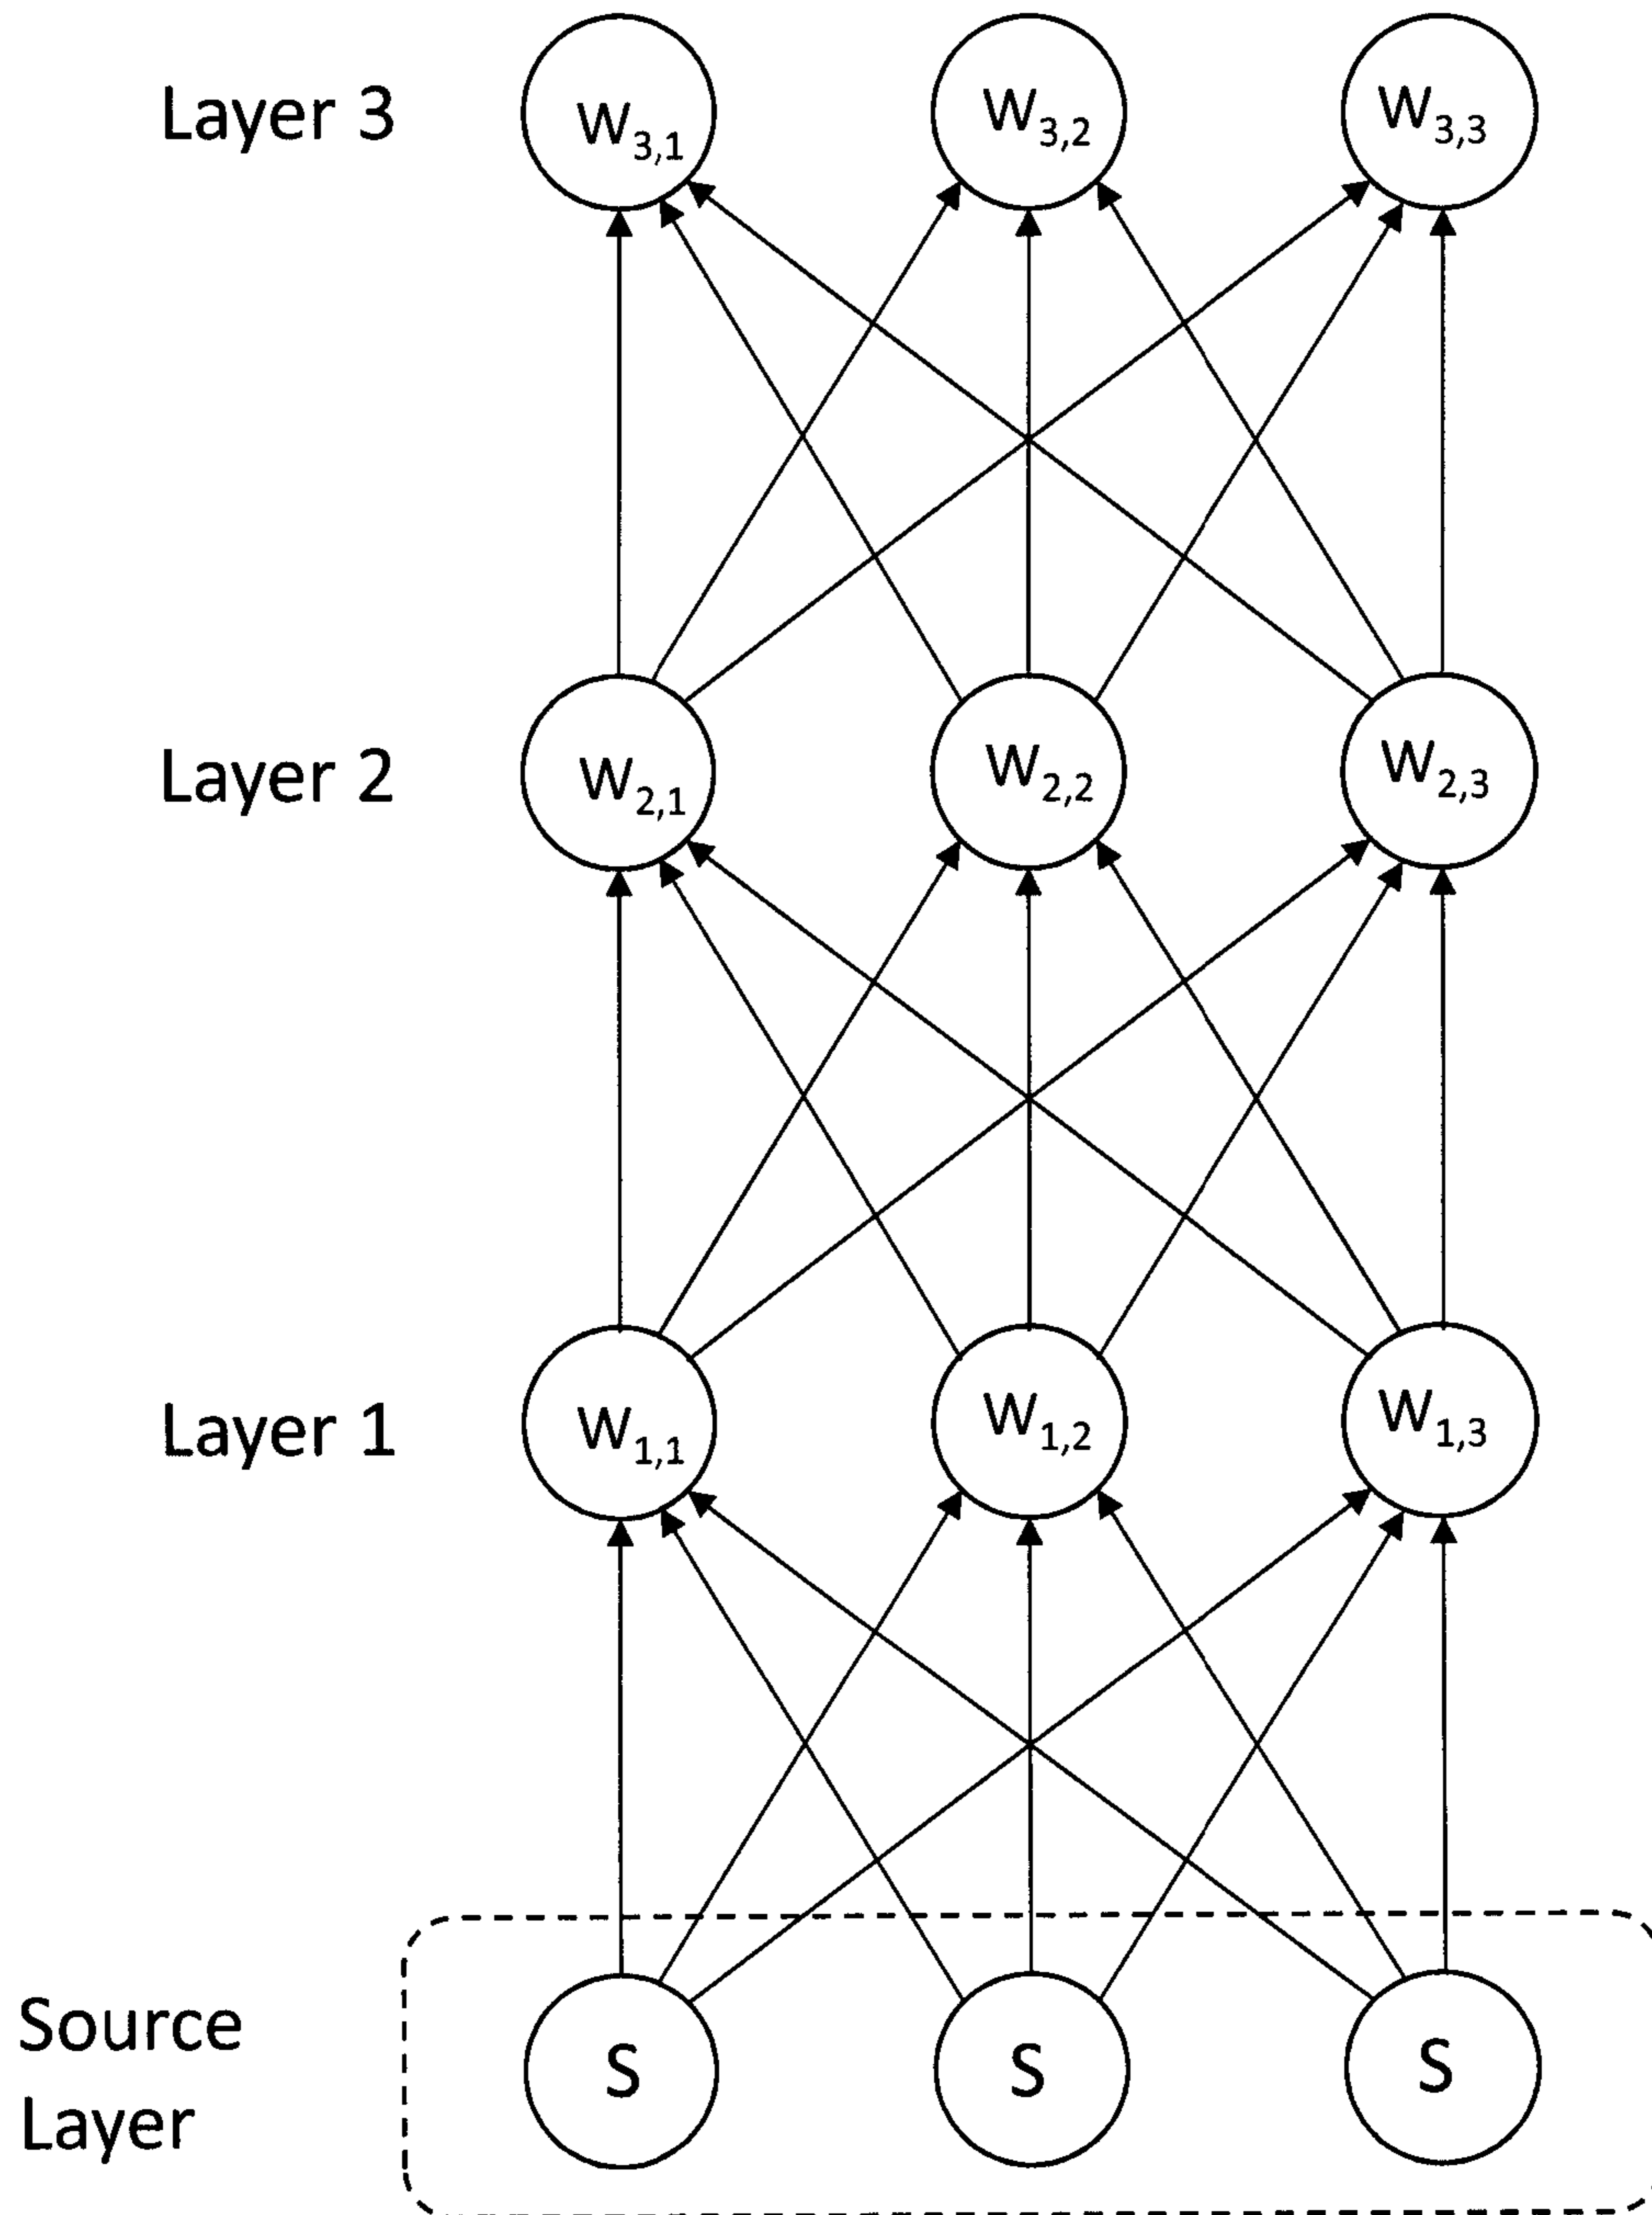 Layer 3 W3,1 W3,2 W3,3
Layer 2 W2,1 W2,2 W2,3
Layer 1 W1,1 W1,2 W1,3
Source
Layer
S S S